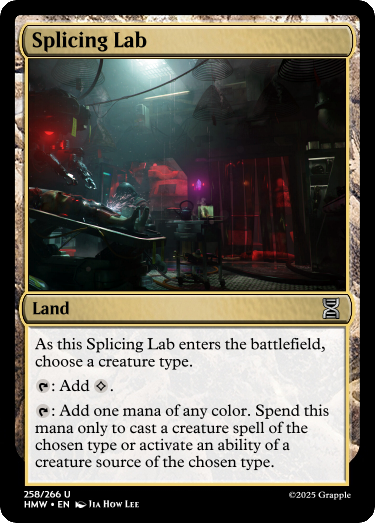 Splicing Lab
Land
As this Splicing Lab enters the battlefield,
choose a creature type.
: Add .
: Add one mana of any color. Spend this
mana only to cast a creature spell of the
chosen type or activate an ability of a
creature source of the chosen type.
258/266 U
HMW • EN Jia How Lee
©2025 Grapple